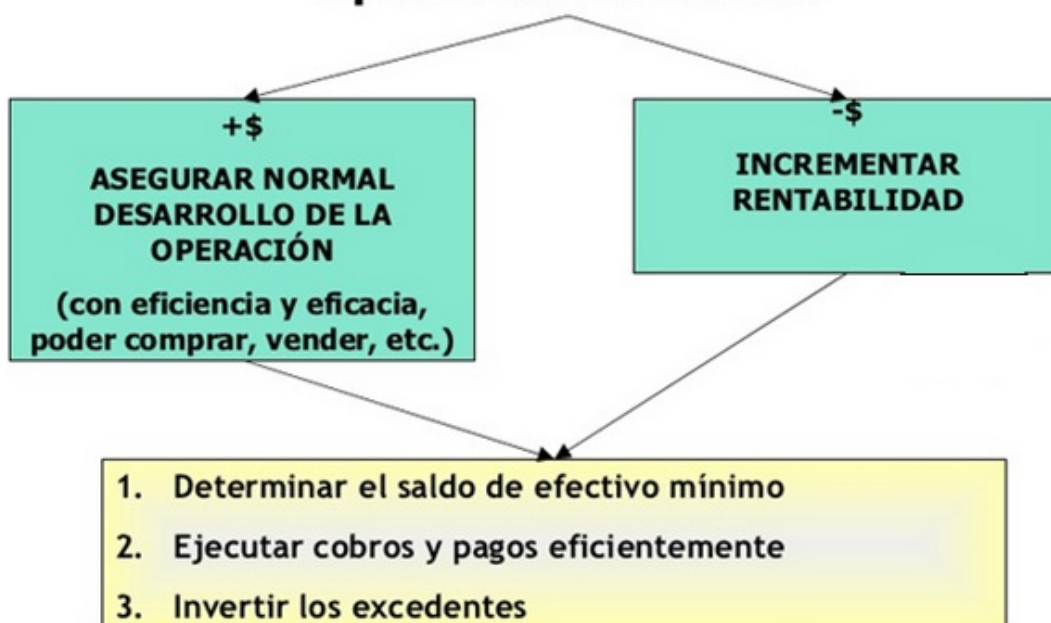 +$
ASEGURAR NORMAL
DESARROLLO DE LA
OPERACIÓN
(con eficiencia y eficacia,
poder comprar, vender, etc.)
-$
INCREMENTAR
RENTABILIDAD
1. Determinar el saldo de efectivo mínimo
2. Ejecutar cobros y pagos eficientemente
3. Invertir los excedentes